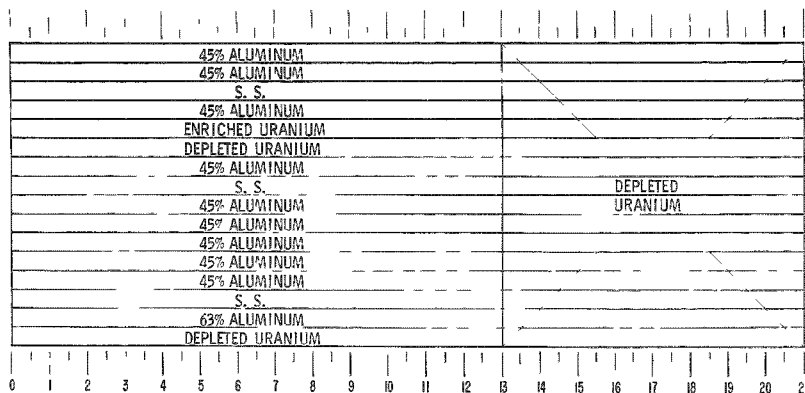 45% ALUMINUM
45% ALUMINUM
S. S.
45% ALUMINUM
ENRICHED URANIUM
DEPLETED URANIUM
45% ALUMINUM
S. S.
DEPLETED
45% ALUMINUM
URANIUM
45% ALUMINUM
45% ALUMINUM
45% ALUMINUM
45% ALUMINUM
S. S.
63% ALUMINUM
DEPLETED URANIUM
0 1 2 3 4 5 6 7 8 9 10 11 12 13 14 15 16 17 18 19 20 2